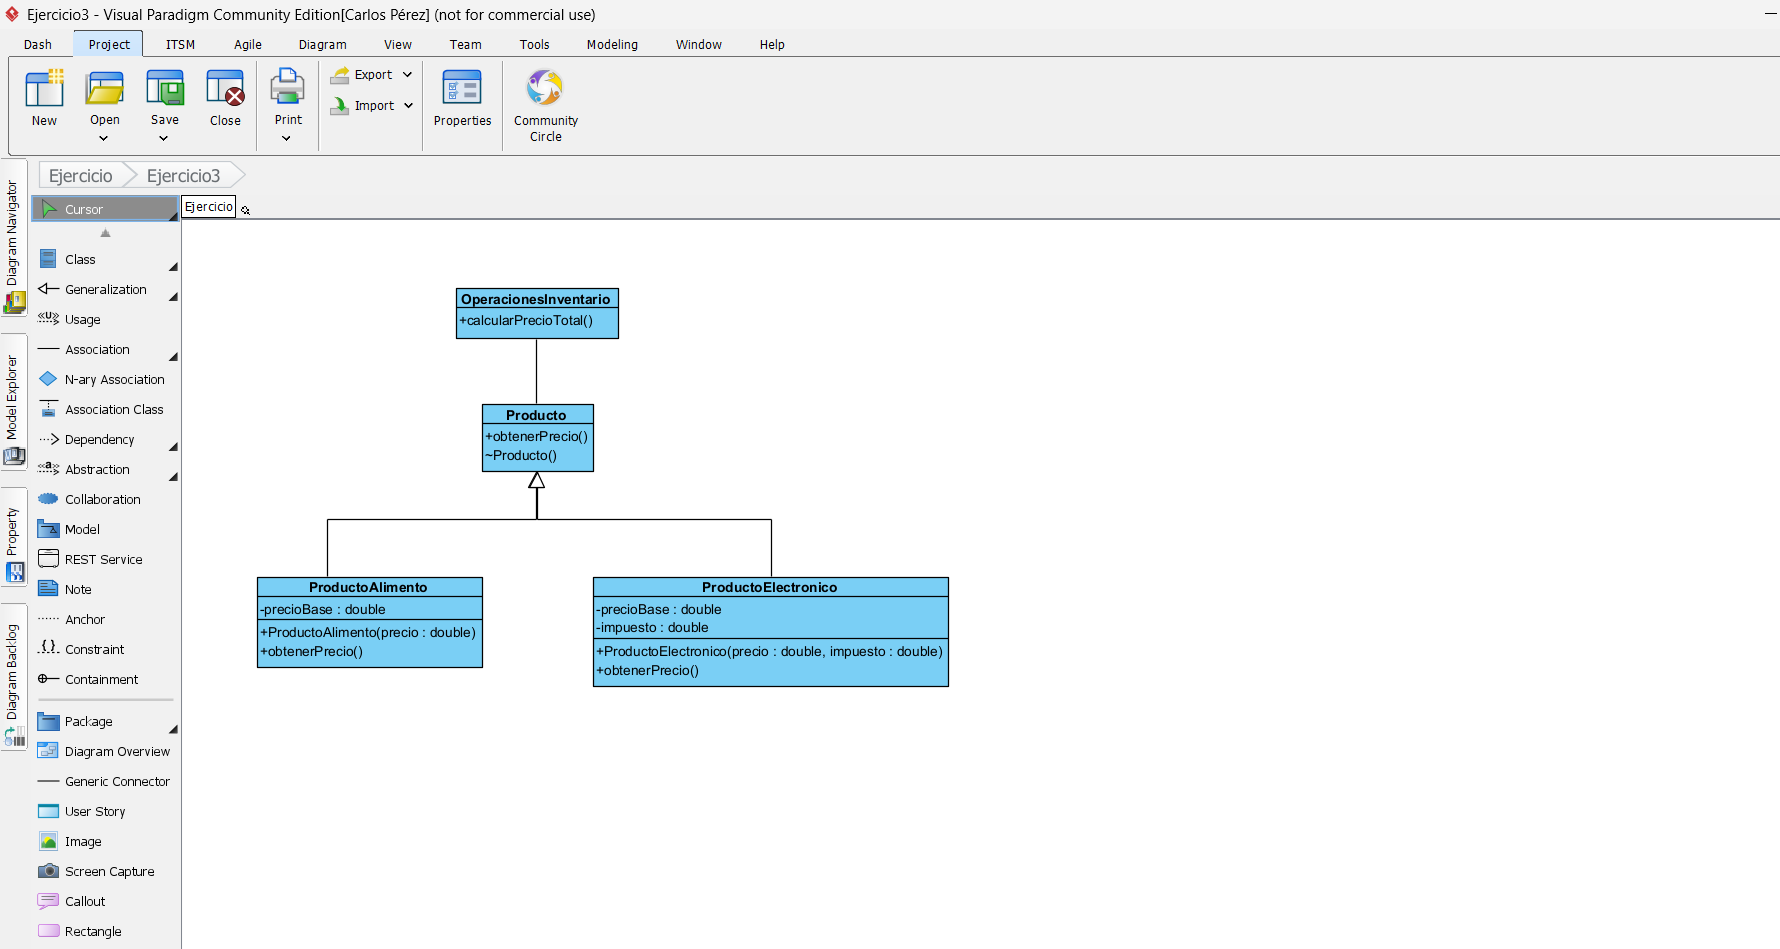 Ejercicio3 - Visual Paradigm Community Edition[Carlos Pérez] (not for commercial use)
Dash Project ITSM Agile Diagram View Team Tools Modeling Window Help
New Open Save Close Print Export Import Properties Community Circle
Ejercicio Ejercicio3
Diagram Navigator
Model Explorer
Property
Diagram Backlog
Cursor
Class
Generalization
Usage
Association
N-ary Association
Association Class
Dependency
Abstraction
Collaboration
Model
REST Service
Note
Anchor
Constraint
Containment
Package
Diagram Overview
Generic Connector
User Story
Image
Screen Capture
Callout
Rectangle
Ejercicio
OperacionesInventario
+calcularPrecioTotal()
Producto
+obtenerPrecio()
~Producto()
ProductoAlimento
-precioBase : double
+ProductoAlimento(precio : double)
+obtenerPrecio()
ProductoElectronico
-precioBase : double
-impuesto : double
+ProductoElectronico(precio : double, impuesto : double)
+obtenerPrecio()